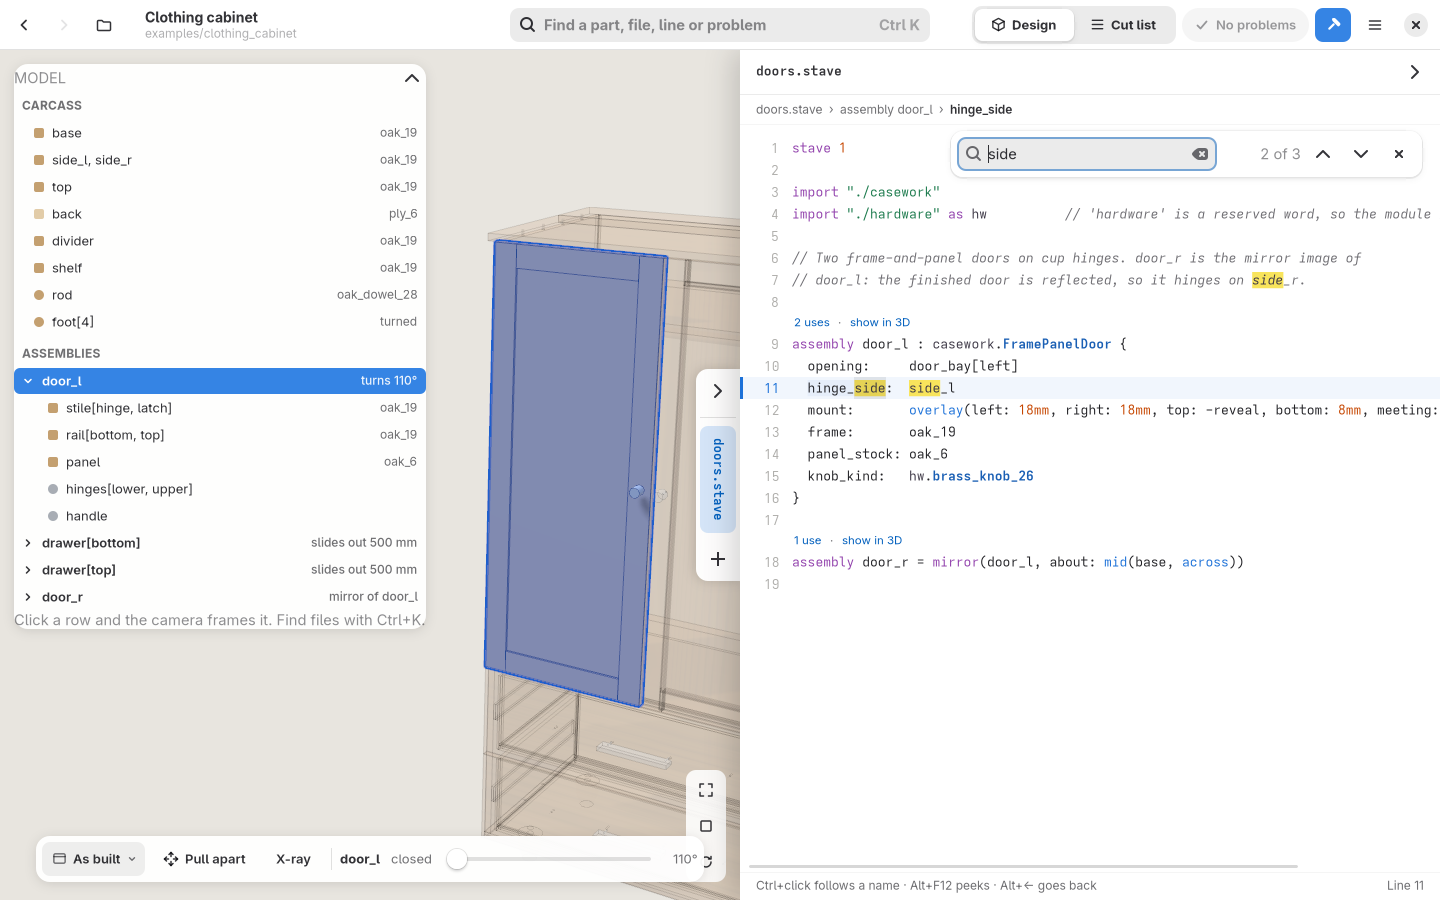 Clothing cabinet
examples/clothing_cabinet
Find a part, file, line or problem
Ctrl K
Design
Cut list
No problems
MODEL
CARCASS
base oak_19
side_l, side_r oak_19
top oak_19
back ply_6
divider oak_19
shelf oak_19
rod oak_dowel_28
foot[4] turned
ASSEMBLIES
door_l turns 110°
stile[hinge, latch] oak_19
rail[bottom, top] oak_19
panel oak_6
hinges[lower, upper]
handle
drawer[bottom] slides out 500 mm
drawer[top] slides out 500 mm
door_r mirror of door_l
Click a row and the camera frames it. Find files with Ctrl+K.
As built
Pull apart
X-ray
door_l closed 110°
doors.stave
doors.stave
doors.stave › assembly door_l › hinge_side
side
2 of 3
1 stave 1
2
3 import "./casework"
4 import "./hardware" as hw // 'hardware' is a reserved word, so the module
5
6 // Two frame-and-panel doors on cup hinges. door_r is the mirror image of
7 // door_l: the finished door is reflected, so it hinges on side_r.
8
2 uses · show in 3D
9 assembly door_l : casework.FramePanelDoor {
10 opening: door_bay[left]
11 hinge_side: side_l
12 mount: overlay(left: 18mm, right: 18mm, top: -reveal, bottom: 8mm, meeting:
13 frame: oak_19
14 panel_stock: oak_6
15 knob_kind: hw.brass_knob_26
16 }
17
1 use · show in 3D
18 assembly door_r = mirror(door_l, about: mid(base, across))
19
Ctrl+click follows a name · Alt+F12 peeks · Alt+← goes back
Line 11